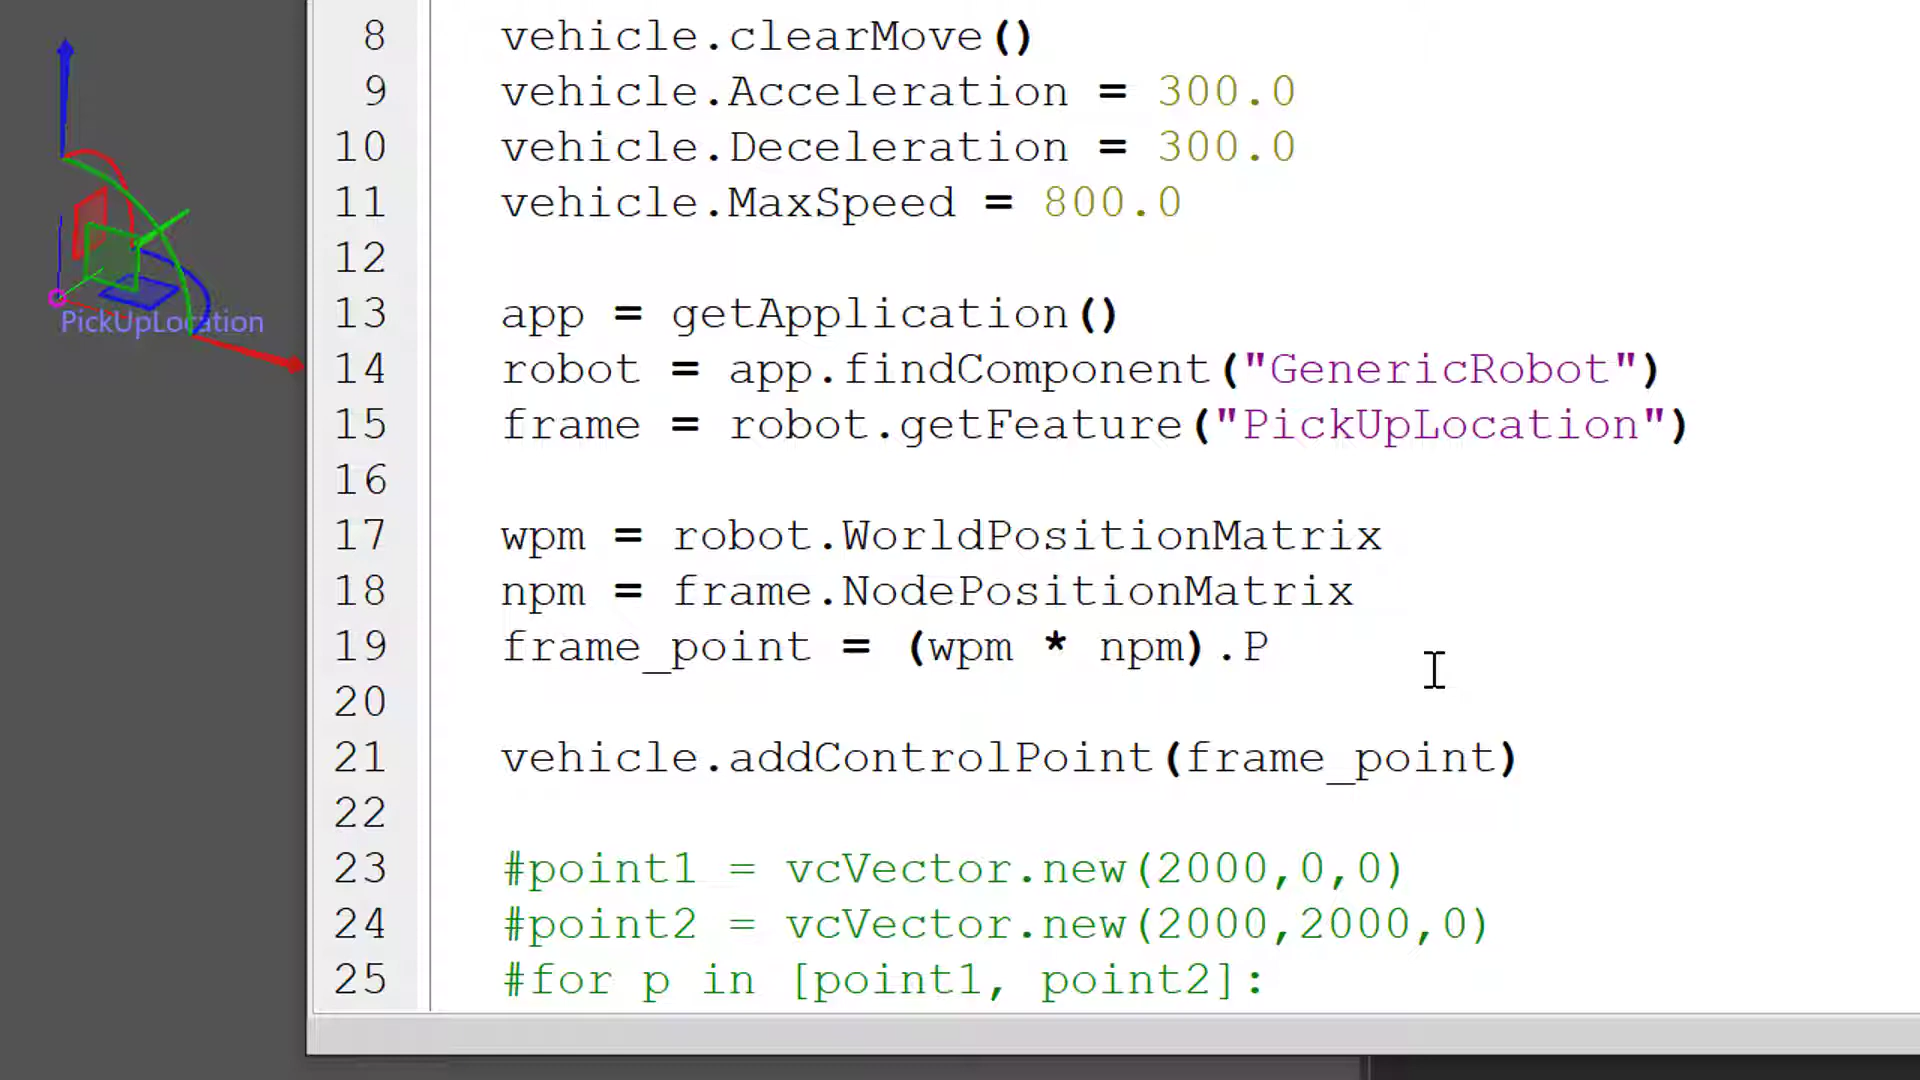 PickUpLocation
8 vehicle.clearMove()
9 vehicle.Acceleration = 300.0
10 vehicle.Deceleration = 300.0
11 vehicle.MaxSpeed = 800.0
12
13 app = getApplication()
14 robot = app.findComponent("GenericRobot")
15 frame = robot.getFeature("PickUpLocation")
16
17 wpm = robot.WorldPositionMatrix
18 npm = frame.NodePositionMatrix
19 frame_point = (wpm * npm).P
20
21 vehicle.addControlPoint(frame_point)
22
23 #point1 = vcVector.new(2000,0,0)
24 #point2 = vcVector.new(2000,2000,0)
25 #for p in [point1, point2]: